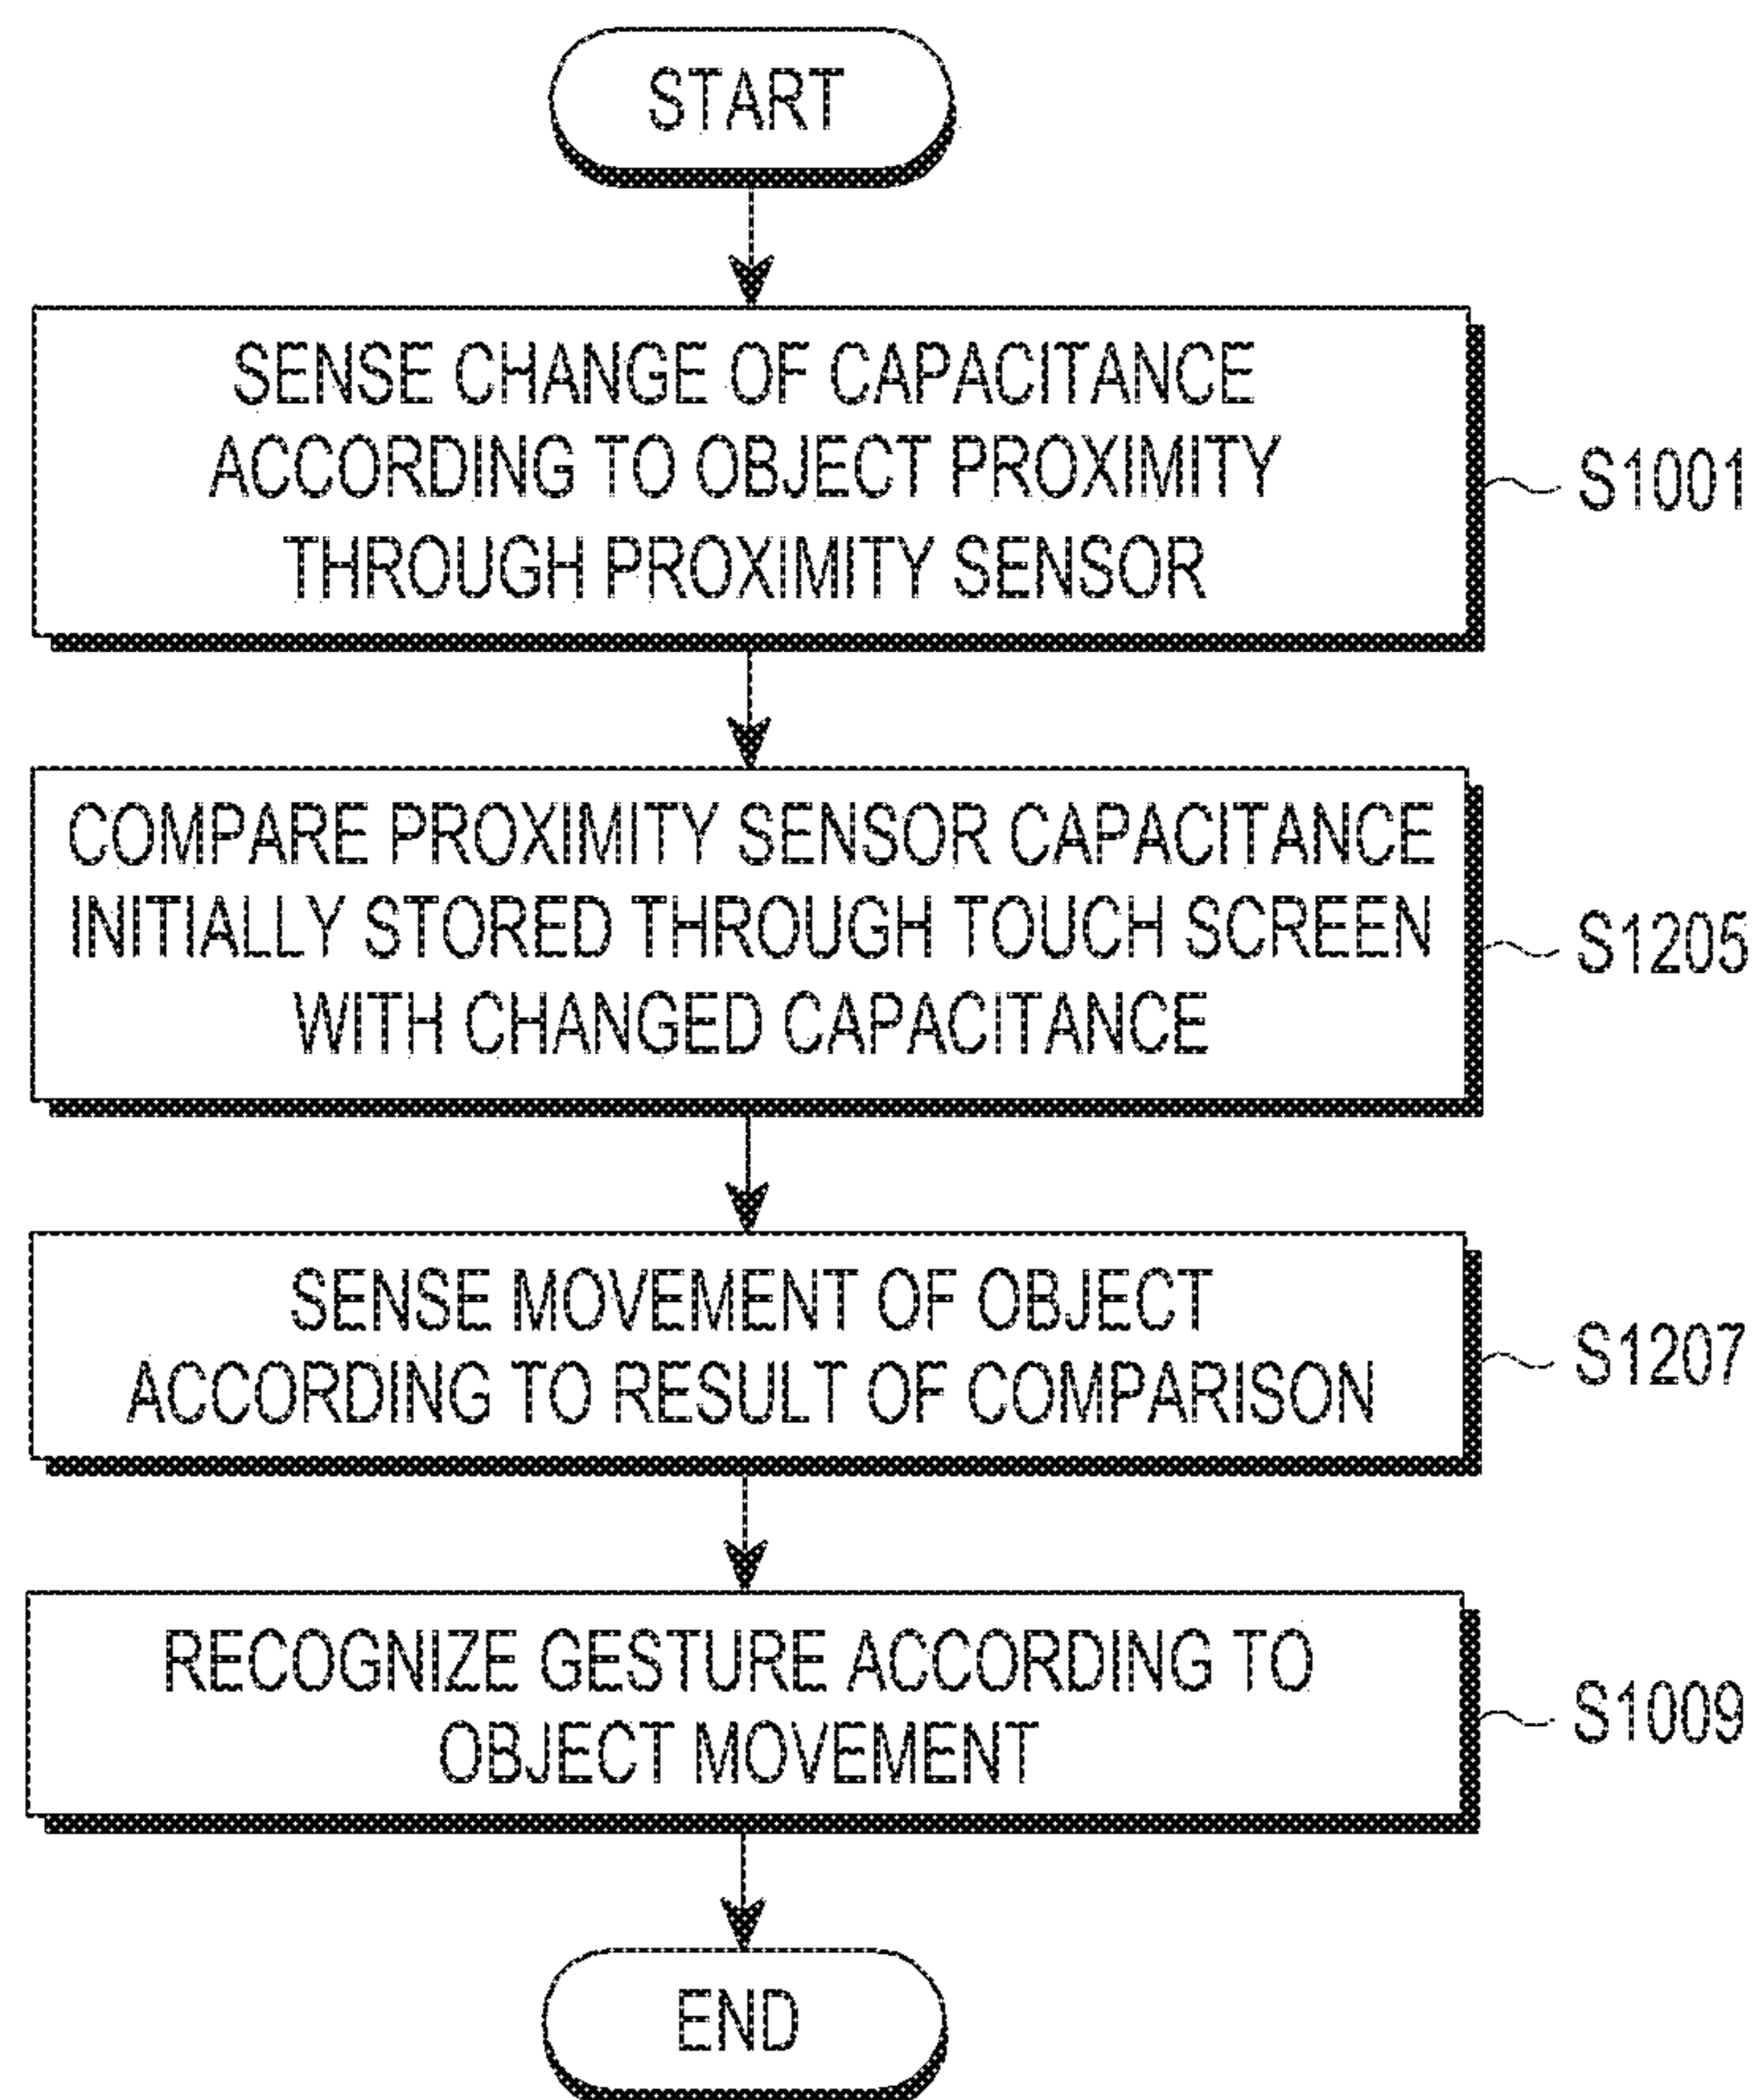 START
SENSE CHANGE OF CAPACITANCE
ACCORDING TO OBJECT PROXIMITY
THROUGH PROXIMITY SENSOR
S1001
COMPARE PROXIMITY SENSOR CAPACITANCE
INITIALLY STORED THROUGH TOUCH SCREEN
WITH CHANGED CAPACITANCE
S1205
SENSE MOVEMENT OF OBJECT
ACCORDING TO RESULT OF COMPARISON
S1207
RECOGNIZE GESTURE ACCORDING TO
OBJECT MOVEMENT
S1009
END